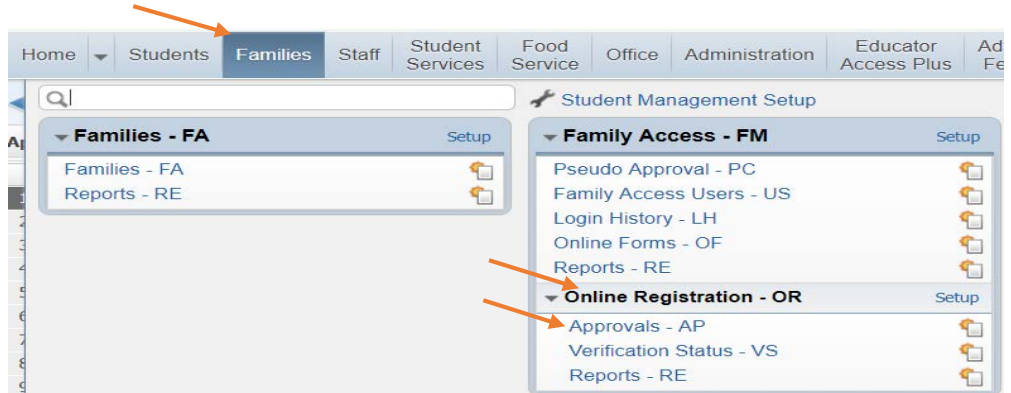 Home Students Families Staff Student Services Food Service Office Administration Educator Access Plus Ad Fe
Student Management Setup
Families - FA Setup
Families - FA
Reports - RE
Family Access - FM Setup
Pseudo Approval - PC
Family Access Users - US
Login History - LH
Online Forms - OF
Reports - RE
Online Registration - OR Setup
Approvals - AP
Verification Status - VS
Reports - RE